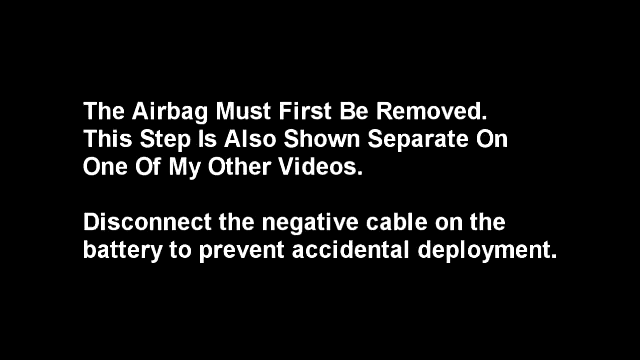 The Airbag Must First Be Removed.
This Step Is Also Shown Separate On
One Of My Other Videos.
Disconnect the negative cable on the
battery to prevent accidental deployment.